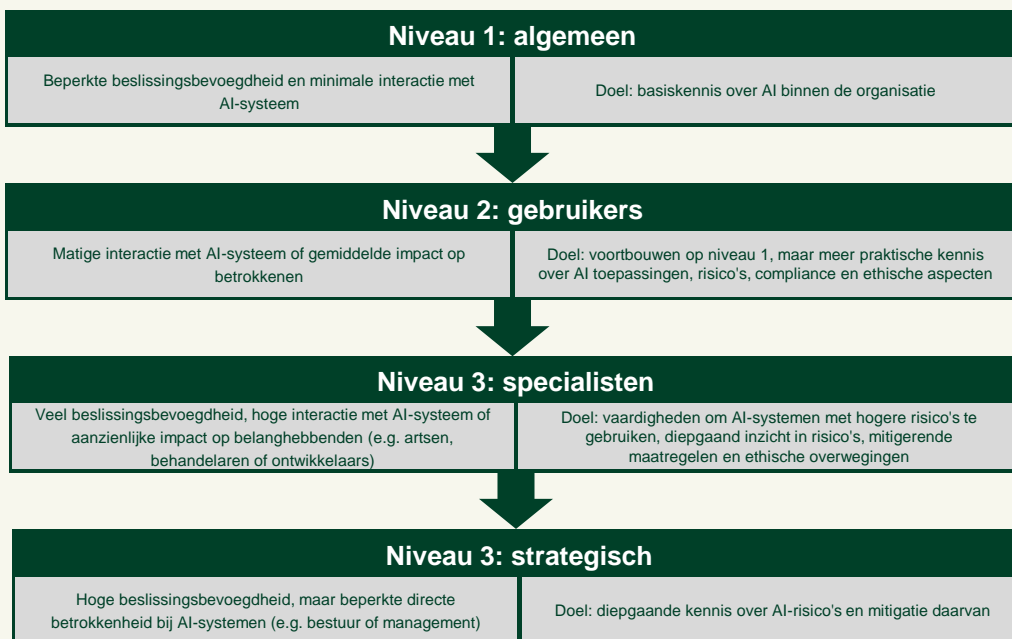 Niveau 1: algemeen
Beperkte beslissingsbevoegdheid en minimale interactie met
AI-systeem
Doel: basiskennis over AI binnen de organisatie
Niveau 2: gebruikers
Matige interactie met AI-systeem of gemiddelde impact op
betrokkenen
Doel: voortbouwen op niveau 1, maar meer praktische kennis
over AI toepassingen, risico's, compliance en ethische aspecten
Niveau 3: specialisten
Veel beslissingsbevoegdheid, hoge interactie met AI-systeem of
aanzienlijke impact op belanghebbenden (e.g. artsen,
behandelaren of ontwikkelaars)
Doel: vaardigheden om AI-systemen met hogere risico's te
gebruiken, diepgaand inzicht in risico's, mitigerende
maatregelen en ethische overwegingen
Niveau 3: strategisch
Hoge beslissingsbevoegdheid, maar beperkte directe
betrokkenheid bij AI-systemen (e.g. bestuur of management)
Doel: diepgaande kennis over AI-risico's en mitigatie daarvan